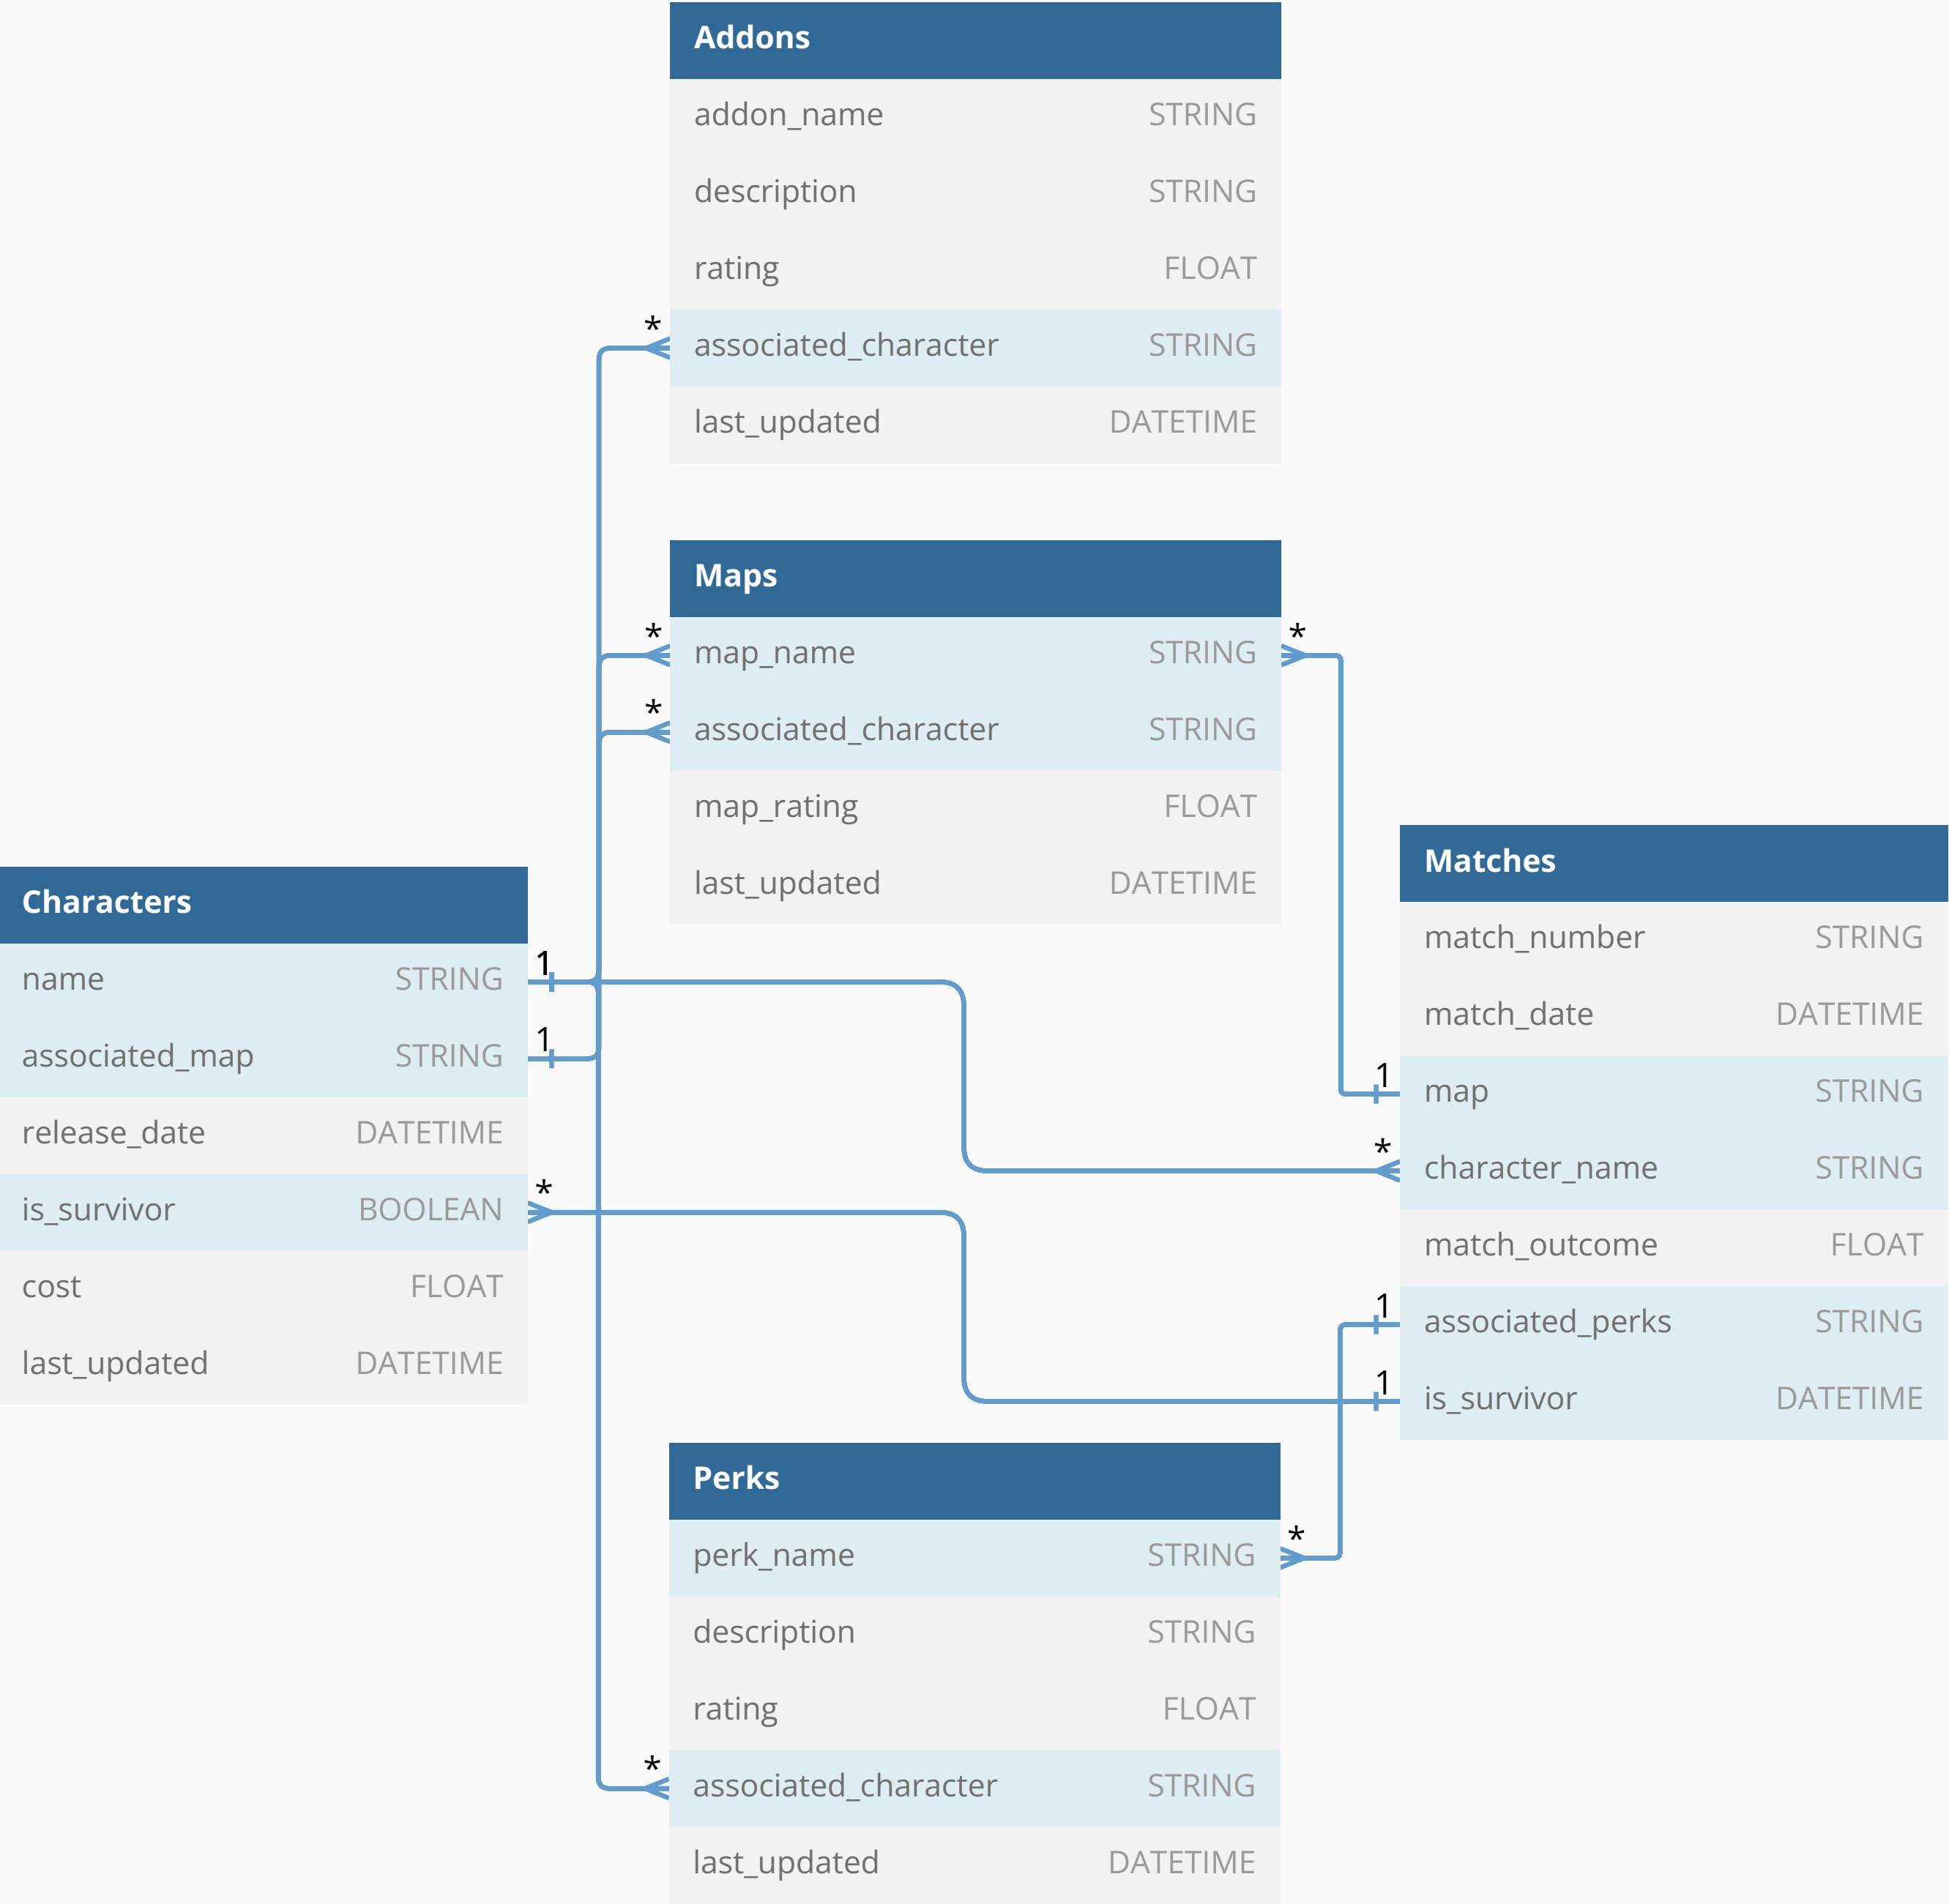 Addons
addon_name STRING
description STRING
rating FLOAT
* associated_character STRING
last_updated DATETIME
Maps
* map_name STRING *
* associated_character STRING
map_rating FLOAT
last_updated DATETIME
Characters
name STRING 1
associated_map STRING 1
release_date DATETIME
is_survivor BOOLEAN *
cost FLOAT
last_updated DATETIME
Matches
match_number STRING
match_date DATETIME
1 map STRING
* character_name STRING
match_outcome FLOAT
1 associated_perks STRING
1 is_survivor DATETIME
Perks
perk_name STRING *
description STRING
rating FLOAT
* associated_character STRING
last_updated DATETIME